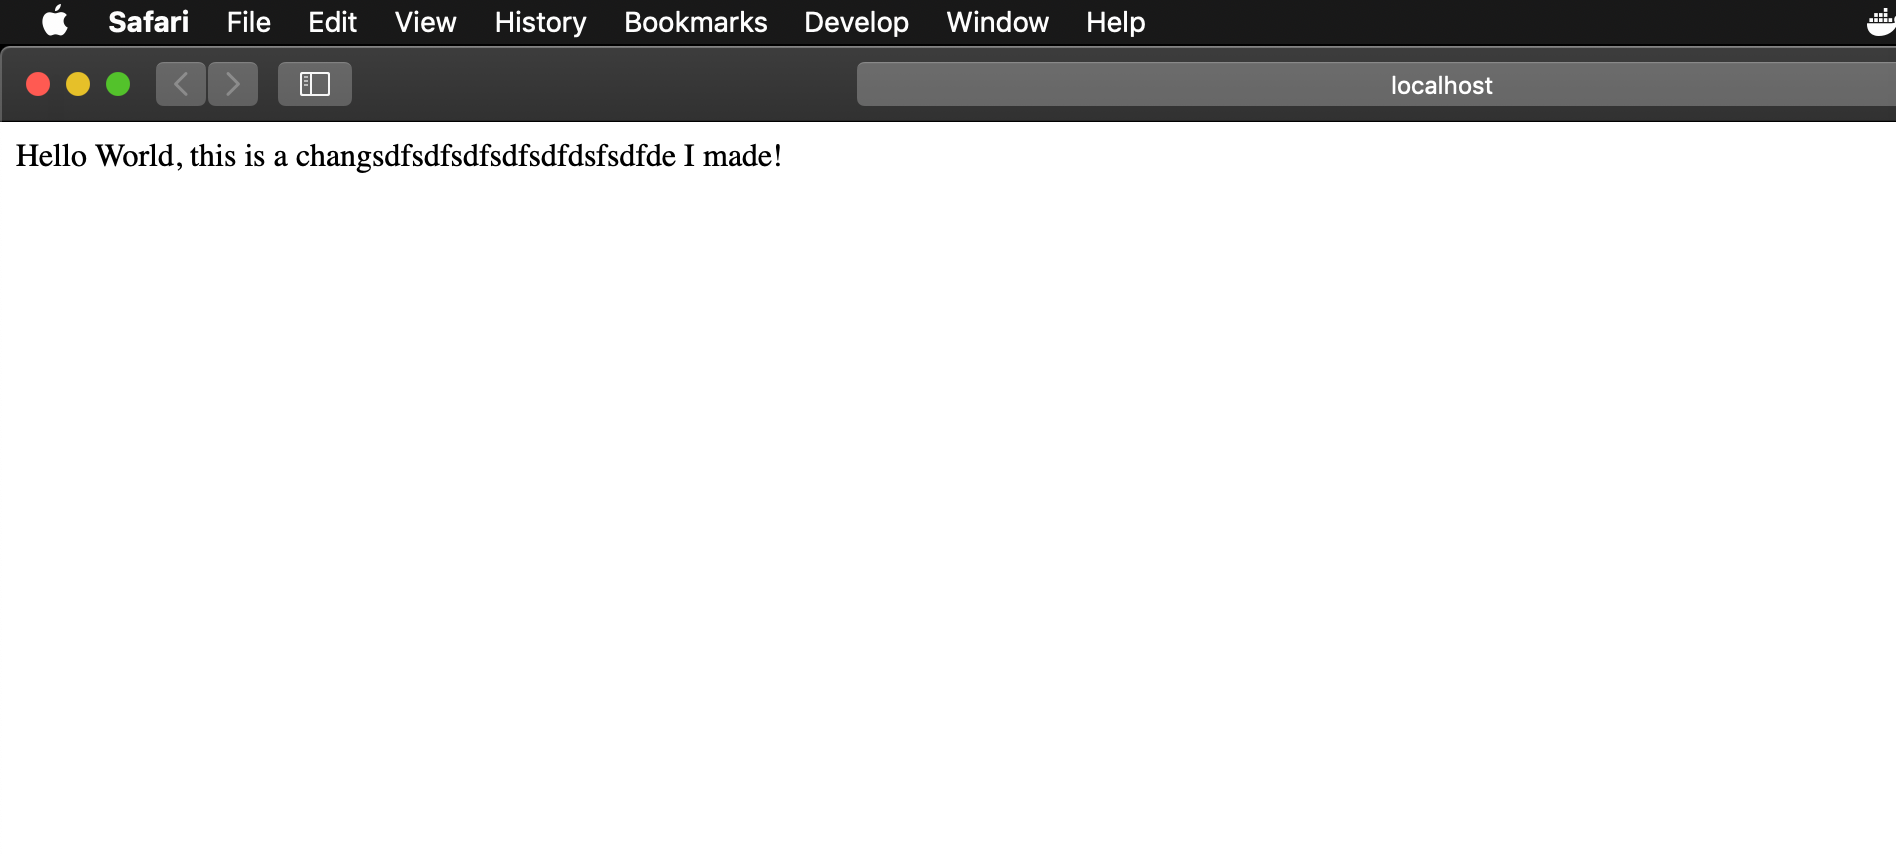 Safari File Edit View History Bookmarks Develop Window Help
localhost
Hello World, this is a changsdfsdfsdfsdfsdfdsfsdfde I made!